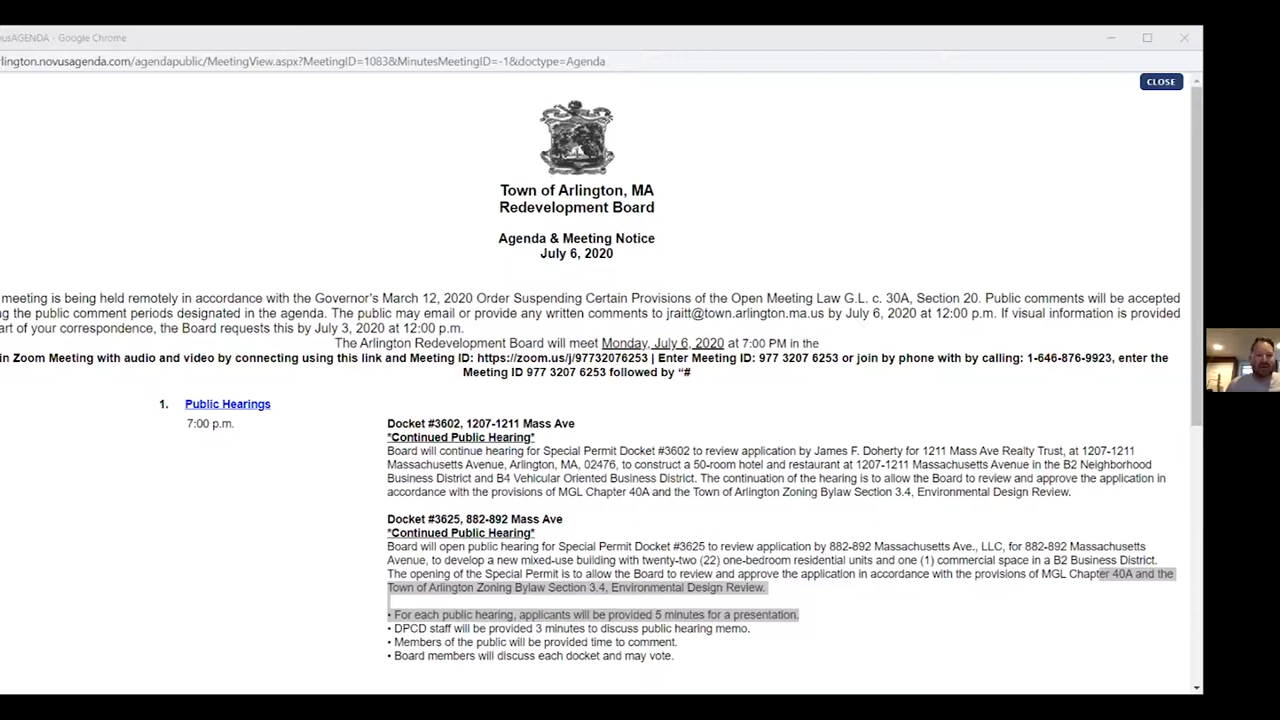 vusAGENDA - Google Chrome
rlington.novusagenda.com/agendapublic/MeetingView.aspx?MeetingID=1083&MinutesMeetingID=-1&doctype=Agenda
CLOSE
Town of Arlington, MA
Redevelopment Board
Agenda & Meeting Notice
July 6, 2020
meeting is being held remotely in accordance with the Governor's March 12, 2020 Order Suspending Certain Provisions of the Open Meeting Law G.L. c. 30A, Section 20. Public comments will be accepted
ng the public comment periods designated in the agenda. The public may email or provide any written comments to jraitt@town.arlington.ma.us by July 6, 2020 at 12:00 p.m. If visual information is provided
art of your correspondence, the Board requests this by July 3, 2020 at 12:00 p.m.
The Arlington Redevelopment Board will meet Monday, July 6, 2020 at 7:00 PM in the
in Zoom Meeting with audio and video by connecting using this link and Meeting ID: https://zoom.us/j/97732076253 | Enter Meeting ID: 977 3207 6253 or join by phone with by calling: 1-646-876-9923, enter the
Meeting ID 977 3207 6253 followed by “#
1. Public Hearings
7:00 p.m.
Docket #3602, 1207-1211 Mass Ave
*Continued Public Hearing*
Board will continue hearing for Special Permit Docket #3602 to review application by James F. Doherty for 1211 Mass Ave Realty Trust, at 1207-1211
Massachusetts Avenue, Arlington, MA, 02476, to construct a 50-room hotel and restaurant at 1207-1211 Massachusetts Avenue in the B2 Neighborhood
Business District and B4 Vehicular Oriented Business District. The continuation of the hearing is to allow the Board to review and approve the application in
accordance with the provisions of MGL Chapter 40A and the Town of Arlington Zoning Bylaw Section 3.4, Environmental Design Review.
Docket #3625, 882-892 Mass Ave
*Continued Public Hearing*
Board will open public hearing for Special Permit Docket #3625 to review application by 882-892 Massachusetts Ave., LLC, for 882-892 Massachusetts
Avenue, to develop a new mixed-use building with twenty-two (22) one-bedroom residential units and one (1) commercial space in a B2 Business District.
The opening of the Special Permit is to allow the Board to review and approve the application in accordance with the provisions of MGL Chapter 40A and the
Town of Arlington Zoning Bylaw Section 3.4, Environmental Design Review.
• For each public hearing, applicants will be provided 5 minutes for a presentation.
• DPCD staff will be provided 3 minutes to discuss public hearing memo.
• Members of the public will be provided time to comment.
• Board members will discuss each docket and may vote.